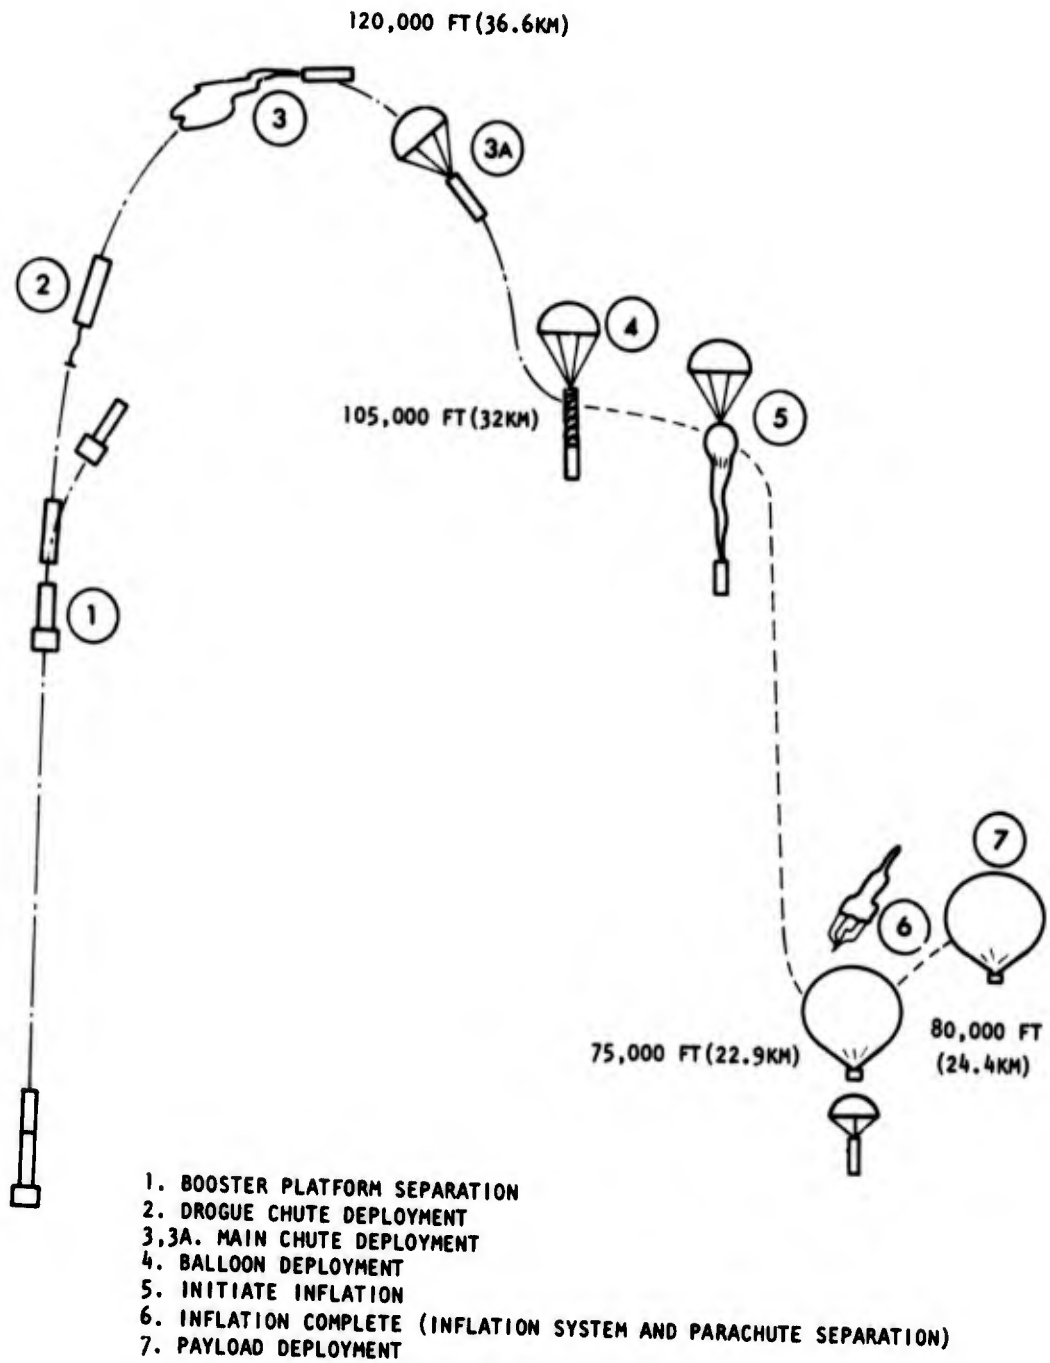 120,000 FT(36.6KM)
3
3A
2
4
105,000 FT(32KM)
5
1
7
6
75,000 FT(22.9KM)
80,000 FT
(24.4KM)
1. BOOSTER PLATFORM SEPARATION
2. DROGUE CHUTE DEPLOYMENT
3,3A. MAIN CHUTE DEPLOYMENT
4. BALLOON DEPLOYMENT
5. INITIATE INFLATION
6. INFLATION COMPLETE (INFLATION SYSTEM AND PARACHUTE SEPARATION)
7. PAYLOAD DEPLOYMENT